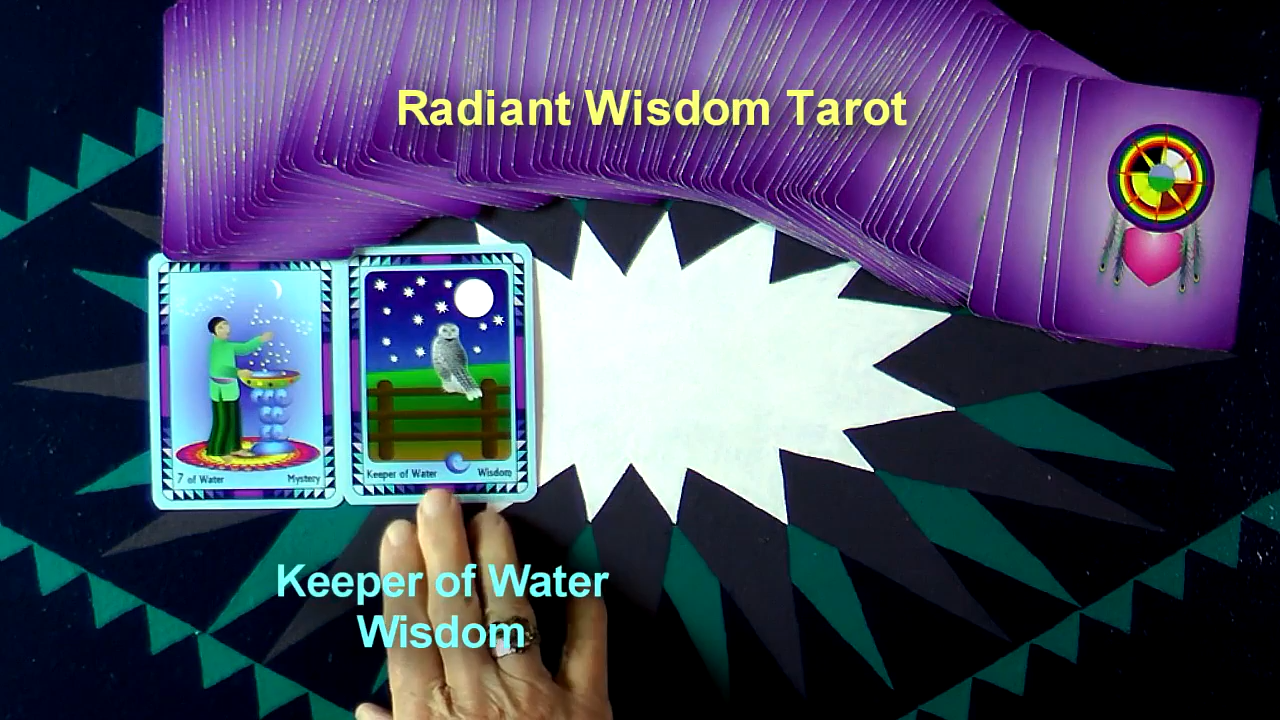 Radiant Wisdom Tarot
7 of Water Mystery
Keeper of Water Wisdom
Keeper of Water
Wisdom